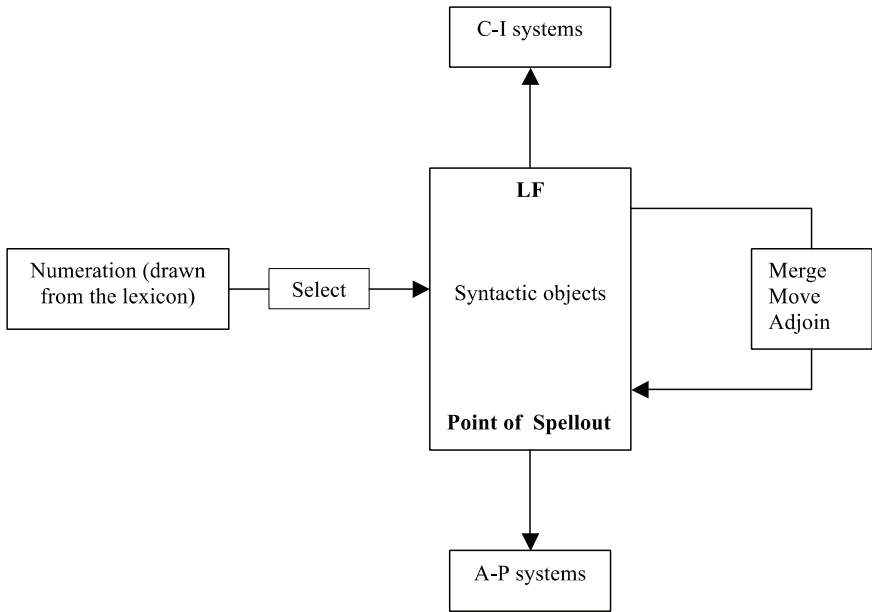 C-I systems
LF
Numeration (drawn
from the lexicon)
Select
Syntactic objects
Merge
Move
Adjoin
Point of Spellout
A-P systems